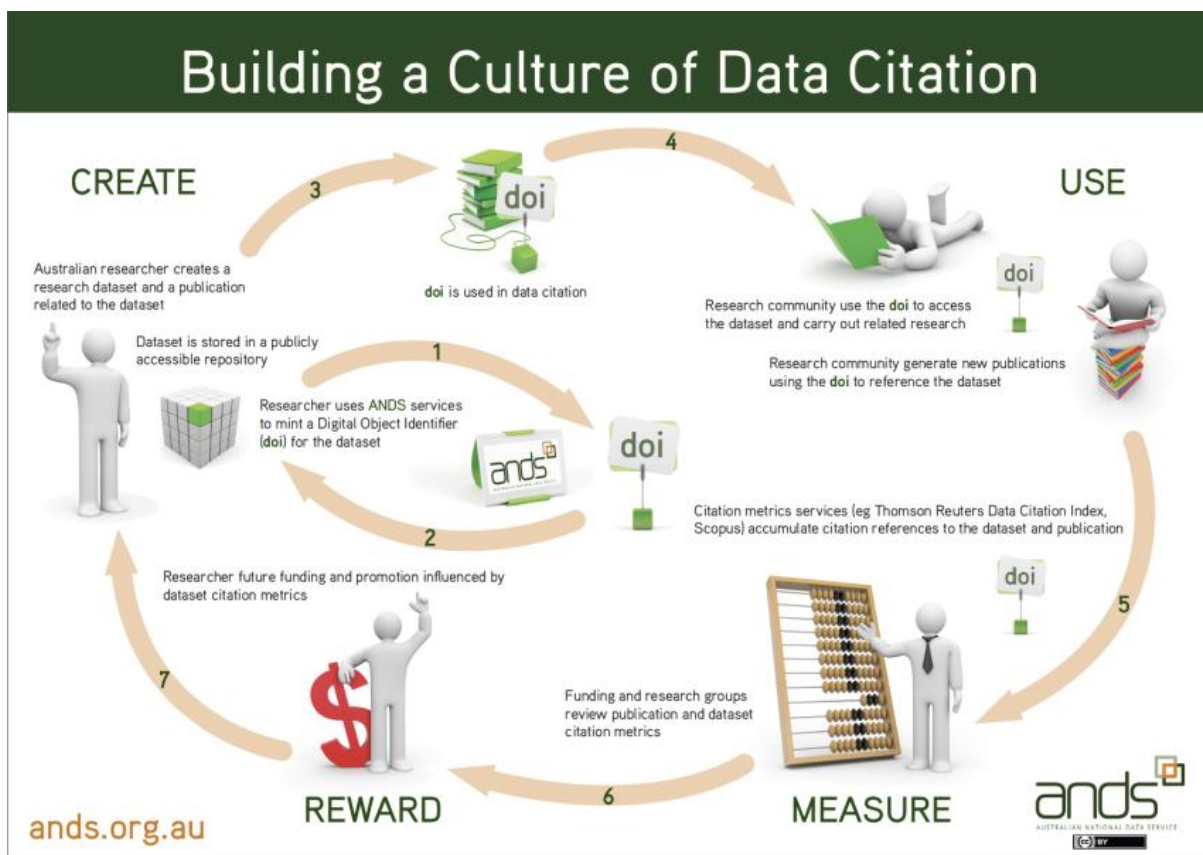 Building a Culture of Data Citation
CREATE
3
doi
4
USE
Australian researcher creates a
research dataset and a publication
related to the dataset
doi is used in data citation
doi
Research community use the doi to access
the dataset and carry out related research
Research community generate new publications
using the doi to reference the dataset
Dataset is stored in a publicly
accessible repository
1
Researcher uses ANDS services
to mint a Digital Object Identifier
(doi) for the dataset
ands
doi
2
Citation metrics services (eg Thomson Reuters Data Citation Index,
Scopus) accumulate citation references to the dataset and publication
doi
5
Researcher future funding and promotion influenced by
dataset citation metrics
7
Funding and research groups
review publication and dataset
citation metrics
6
REWARD
MEASURE
ands.org.au
ands
AUSTRALIAN NATIONAL DATA SERVICE
cc BY